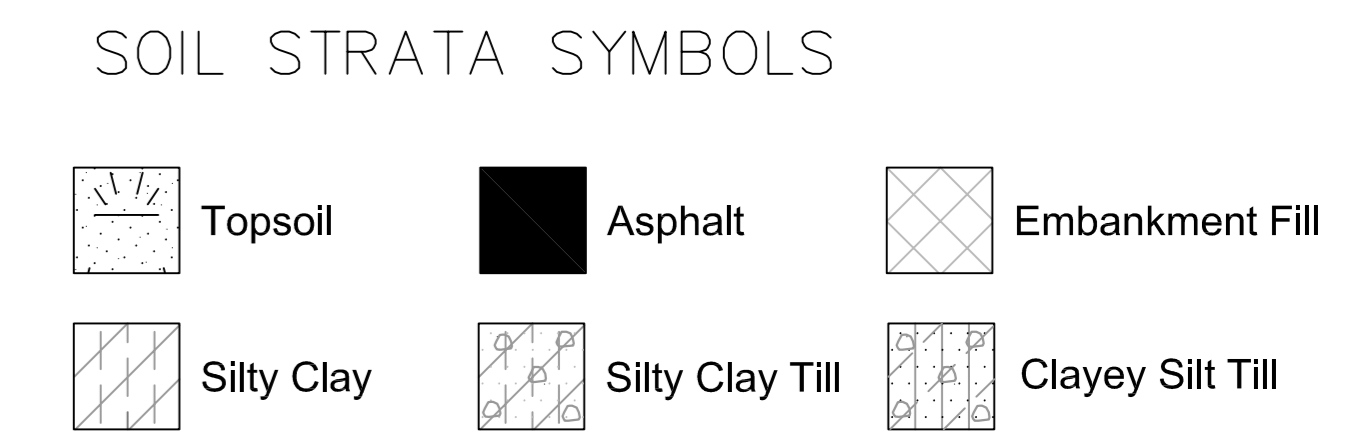 SOIL STRATA SYMBOLS
Topsoil
Asphalt
Embankment Fill
Silty Clay
Silty Clay Till
Clayey Silt Till